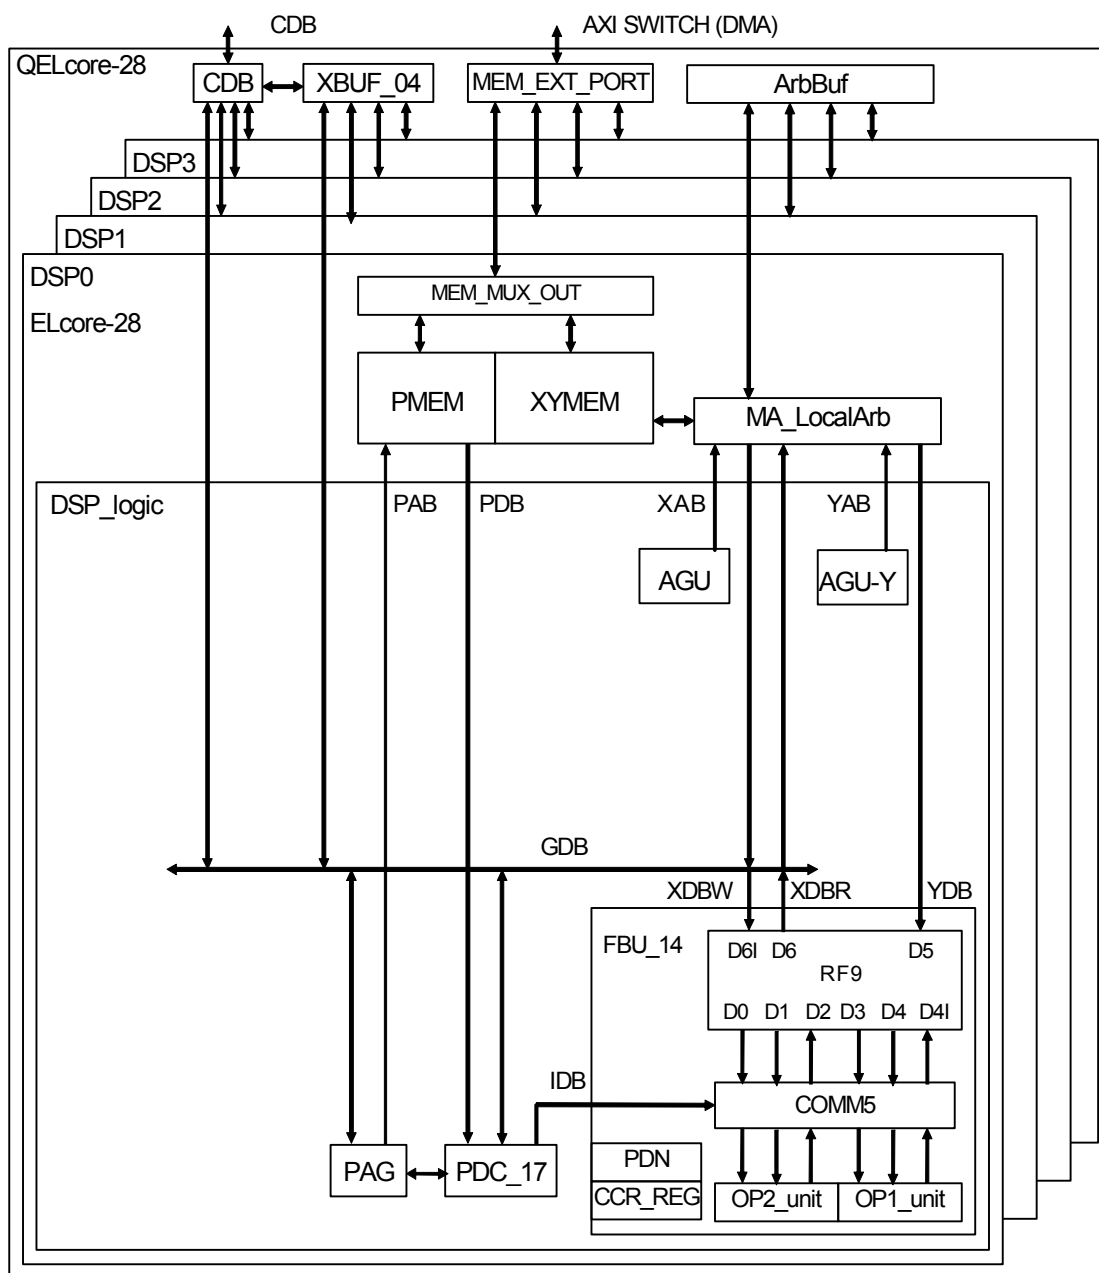 CDB AXI SWITCH (DMA)
QELcore-28
CDB XBUF_04 MEM_EXT_PORT ArbBuf
DSP3
DSP2
DSP1
DSP0
MEM_MUX_OUT
ELcore-28
PMEM XYMEM MA_LocalArb
DSP_logic PAB PDB XAB YAB
AGU AGU-Y
GDB
XDBW XDBR YDB
FBU_14 D6I D6 D5
RF9
D0 D1 D2 D3 D4 D4I
IDB
COMM5
PAG PDC_17 PDN
CCR_REG OP2_unit OP1_unit